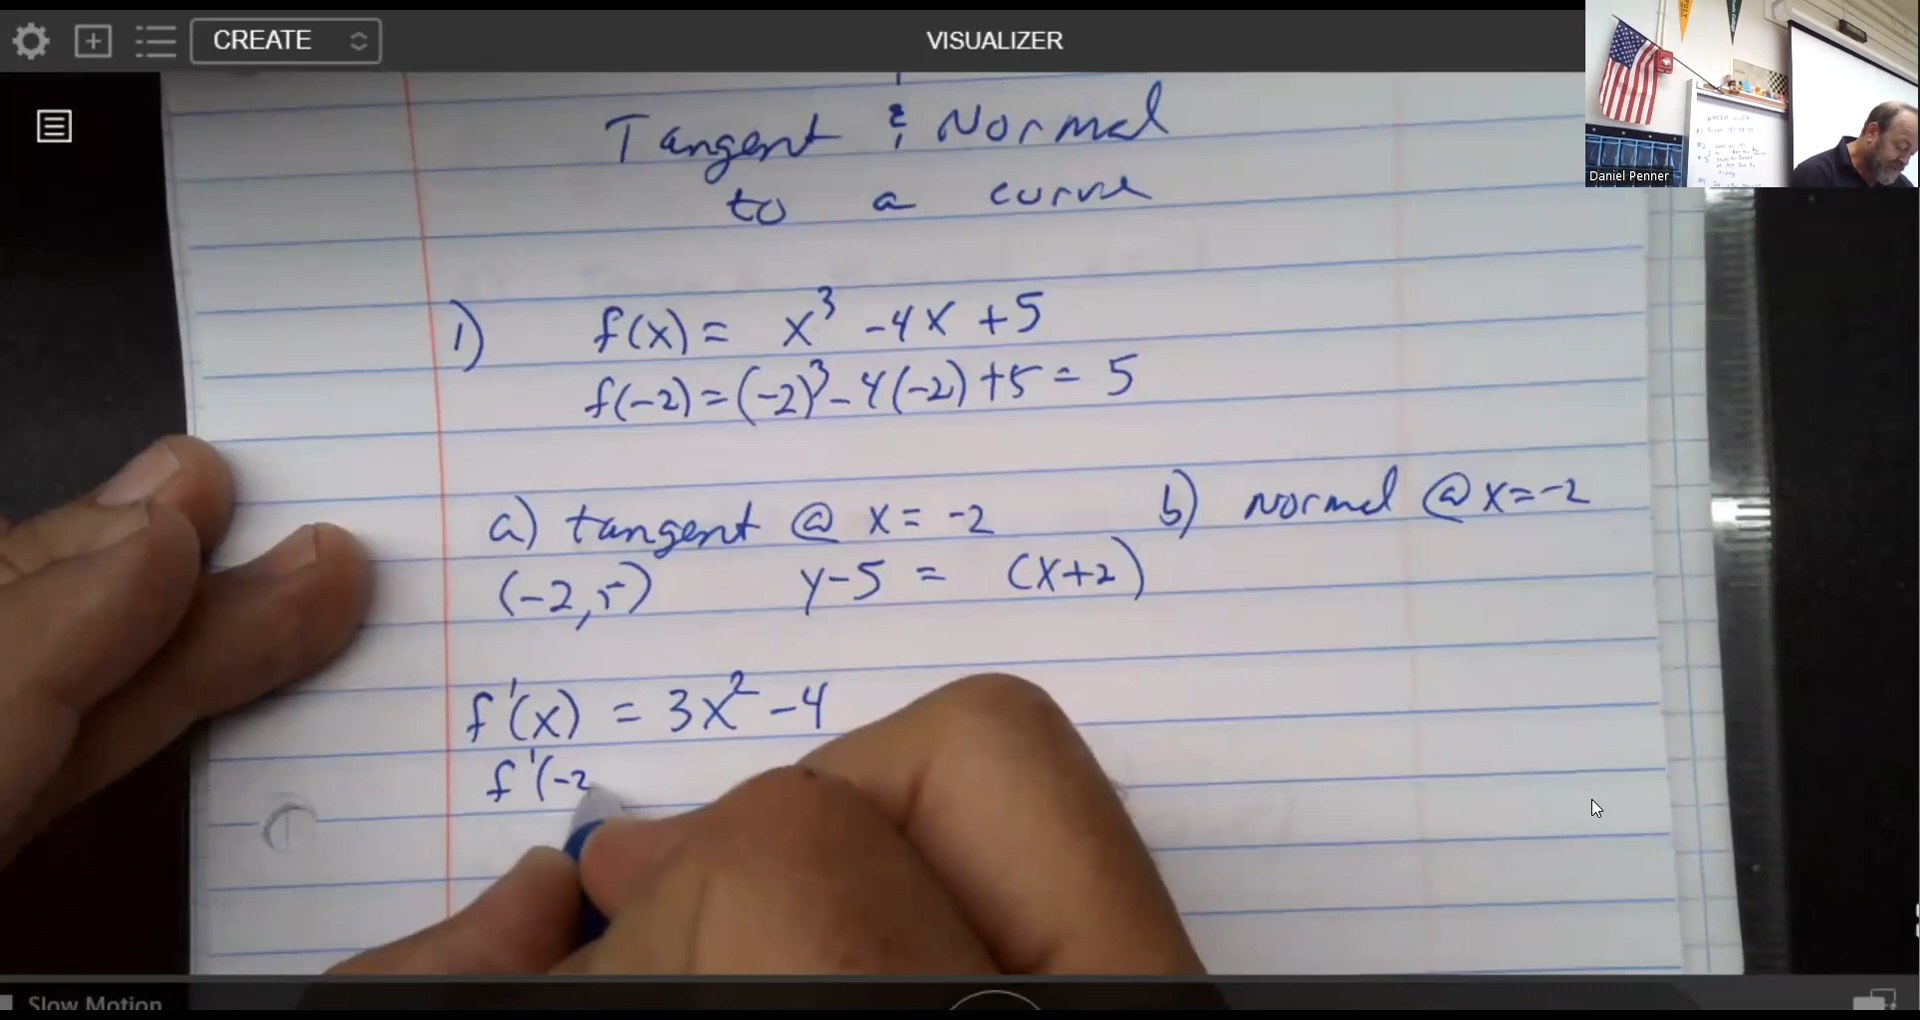 CREATE
VISUALIZER
Daniel Penner
Tangent & Normal
to a curve
1) f(x) = x³ - 4x + 5
f(-2) = (-2)³ - 4(-2) + 5 = 5
a) tangent @ x = -2 b) normal @ x = -2
(-2, 5) y - 5 = (x + 2)
f'(x) = 3x² - 4
f'(-2
Slow Motion